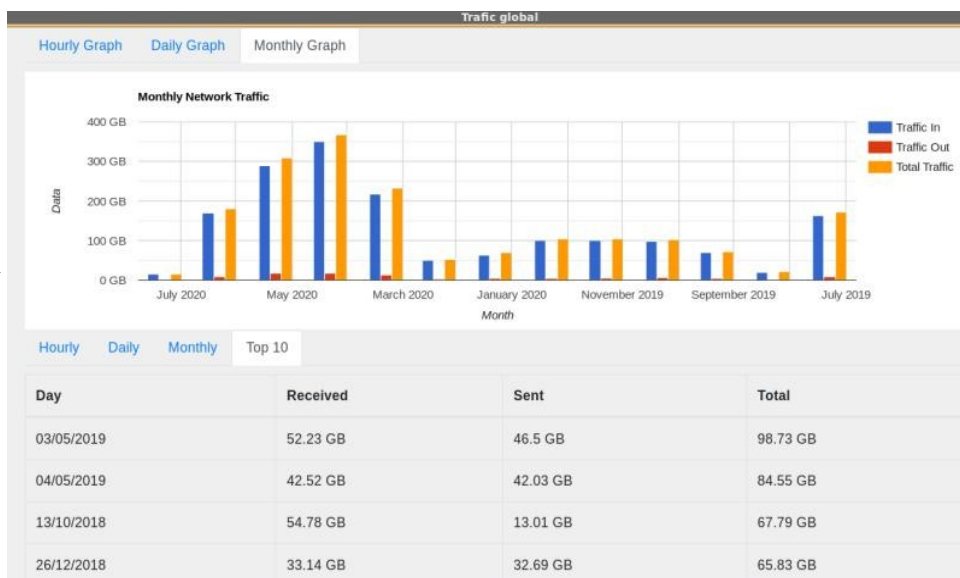 Trafic global
Hourly Graph Daily Graph Monthly Graph
Monthly Network Traffic
400 GB
300 GB
200 GB
100 GB
0 GB
Data
July 2020 May 2020 March 2020 January 2020 November 2019 September 2019 July 2019
Month
Traffic In
Traffic Out
Total Traffic
Hourly Daily Monthly Top 10
Day Received Sent Total
03/05/2019 52.23 GB 46.5 GB 98.73 GB
04/05/2019 42.52 GB 42.03 GB 84.55 GB
13/10/2018 54.78 GB 13.01 GB 67.79 GB
26/12/2018 33.14 GB 32.69 GB 65.83 GB